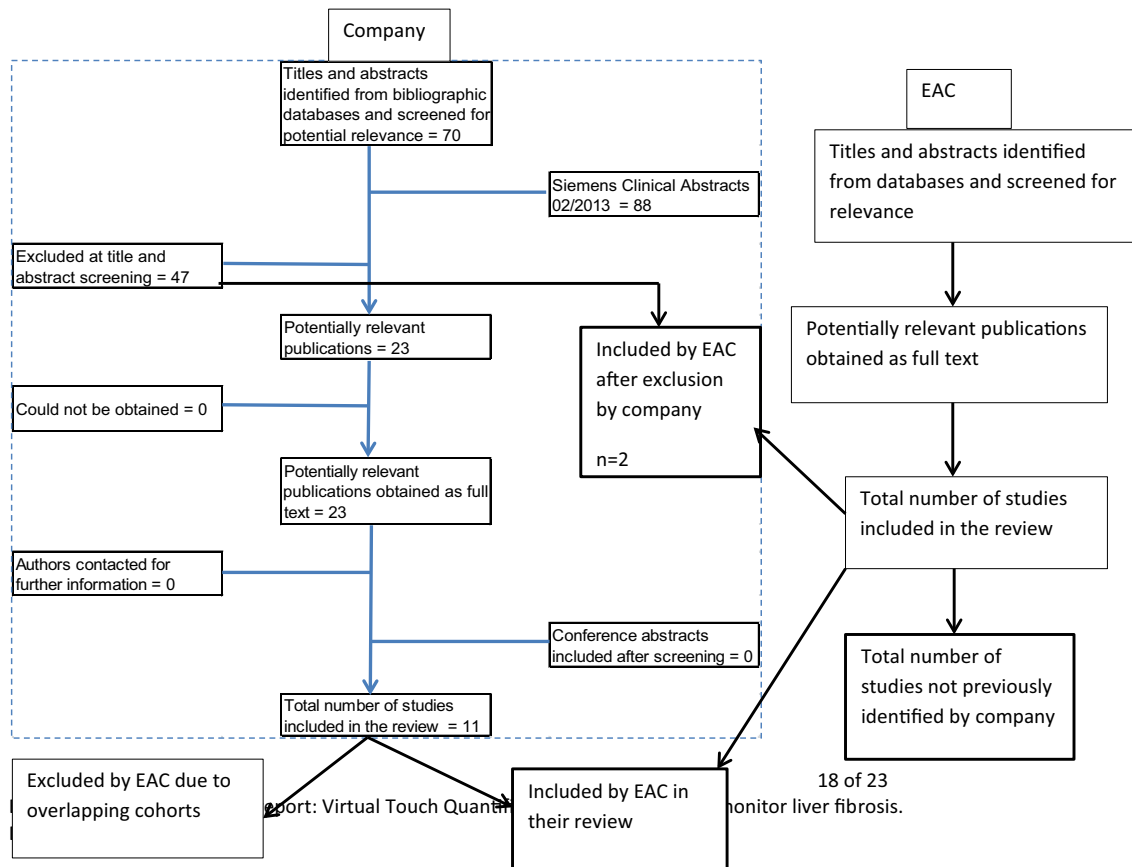 Company
Titles and abstracts
identified from bibliographic
databases and screened for
potential relevance = 70
Siemens Clinical Abstracts
02/2013 = 88
Excluded at title and
abstract screening = 47
Potentially relevant
publications = 23
Could not be obtained = 0
Potentially relevant
publications obtained as full
text = 23
Authors contacted for
further information = 0
Conference abstracts
included after screening = 0
Total number of studies
included in the review = 11
Included by EAC
after exclusion
by company
n=2
EAC
Titles and abstracts identified
from databases and screened for
relevance
Potentially relevant publications
obtained as full text
Total number of studies
included in the review
Total number of
studies not previously
identified by company
Excluded by EAC due to
overlapping cohorts
Included by EAC in
their review
18 of 23
: Virtual Touch liver fibrosis.